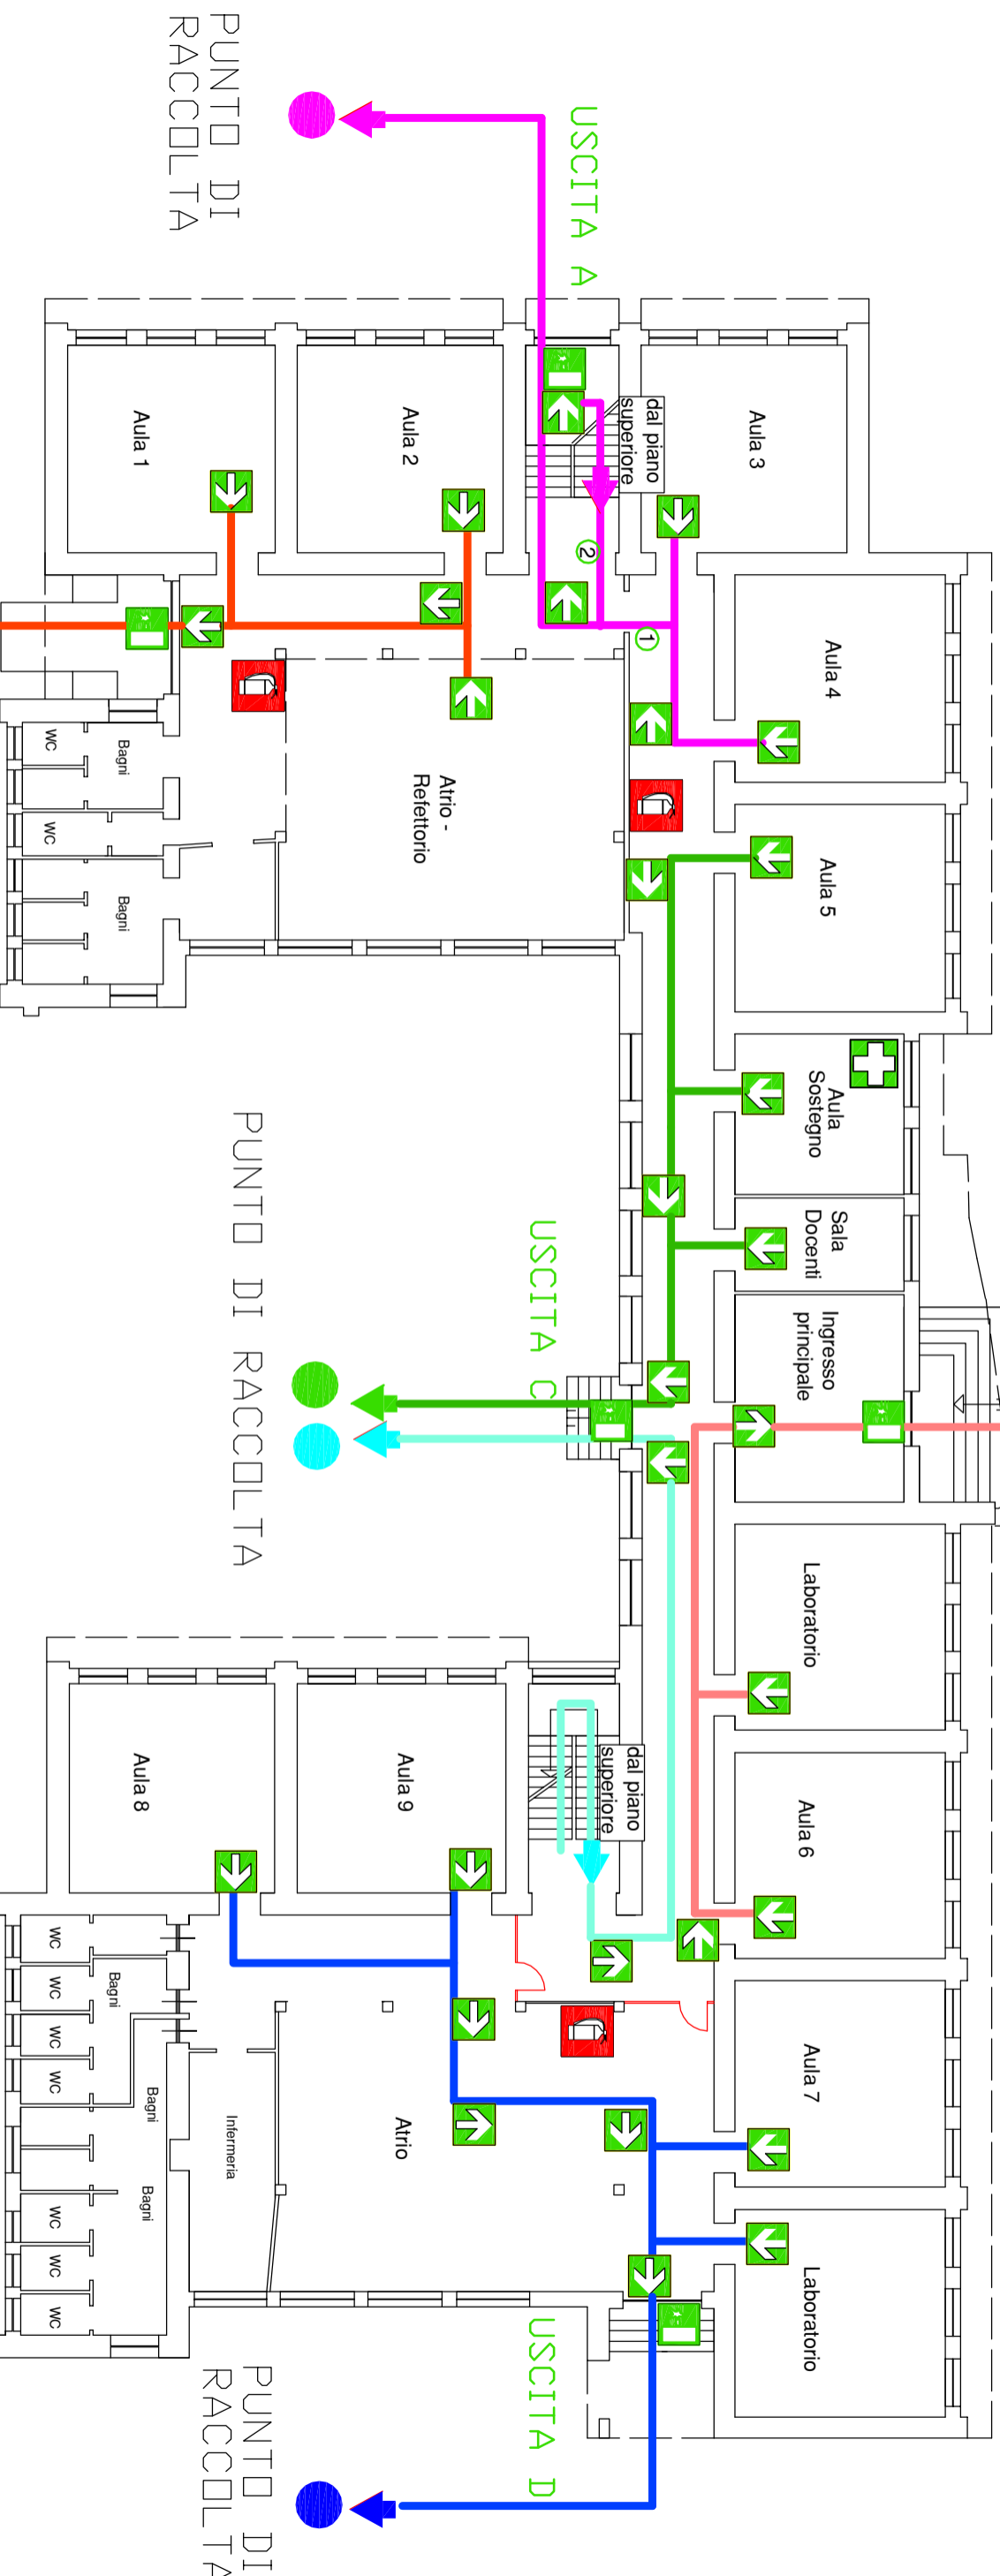 PUNTO DI
RACCOLTA
USCITA A
Aula 1
Aula 2
dal piano
superiore
Aula 3
2
1
Aula 4
Aula 5
Atrio -
Refettorio
WC
Bagni
WC
Bagni
Aula
Sostegno
Sala
Docenti
Ingresso
principale
PUNTO DI RACCOLTA
USCITA C
Laboratorio
Aula 6
dal piano
superiore
Aula 8
Aula 9
Aula 7
Laboratorio
Atrio
Infermeria
WC
Bagni
WC
WC
WC
Bagni
Bagni
WC
WC
WC
USCITA D
PUNTO DI
RACCOLTA